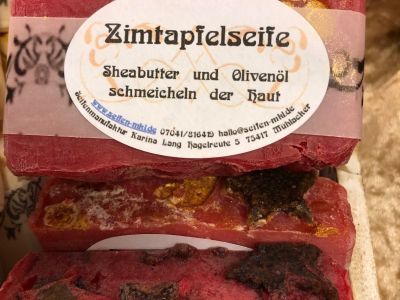 Zimtapfelseife
Sheabutter und Olivenöl
schmeicheln der Haut
www.seifen-mhl.de 07041/816419 hallo@seifen-mhl.de
Seifenmanufaktur Karina Lang Hagelreute 5 75417 Mühlacker